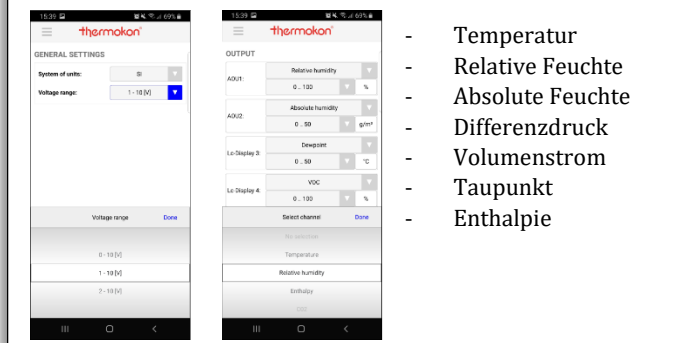 15:39 69%
thermokon
GENERAL SETTINGS
System of units: SI
Voltage range: 1 - 10 [V]
Voltage range Done
0 - 10 [V]
1 - 10 [V]
2 - 10 [V]
15:39 69%
thermokon
OUTPUT
AOU1: Relative humidity
0 .. 100 %
AOU2: Absolute humidity
0 .. 50 g/m³
Lc-Display 3: Dewpoint
0 .. 50 °C
Lc-Display 4: VOC
0 .. 100 %
Select channel Done
No selection
Temperature
Relative humidity
Enthalpy
CO2
- Temperatur
- Relative Feuchte
- Absolute Feuchte
- Differenzdruck
- Volumenstrom
- Taupunkt
- Enthalpie